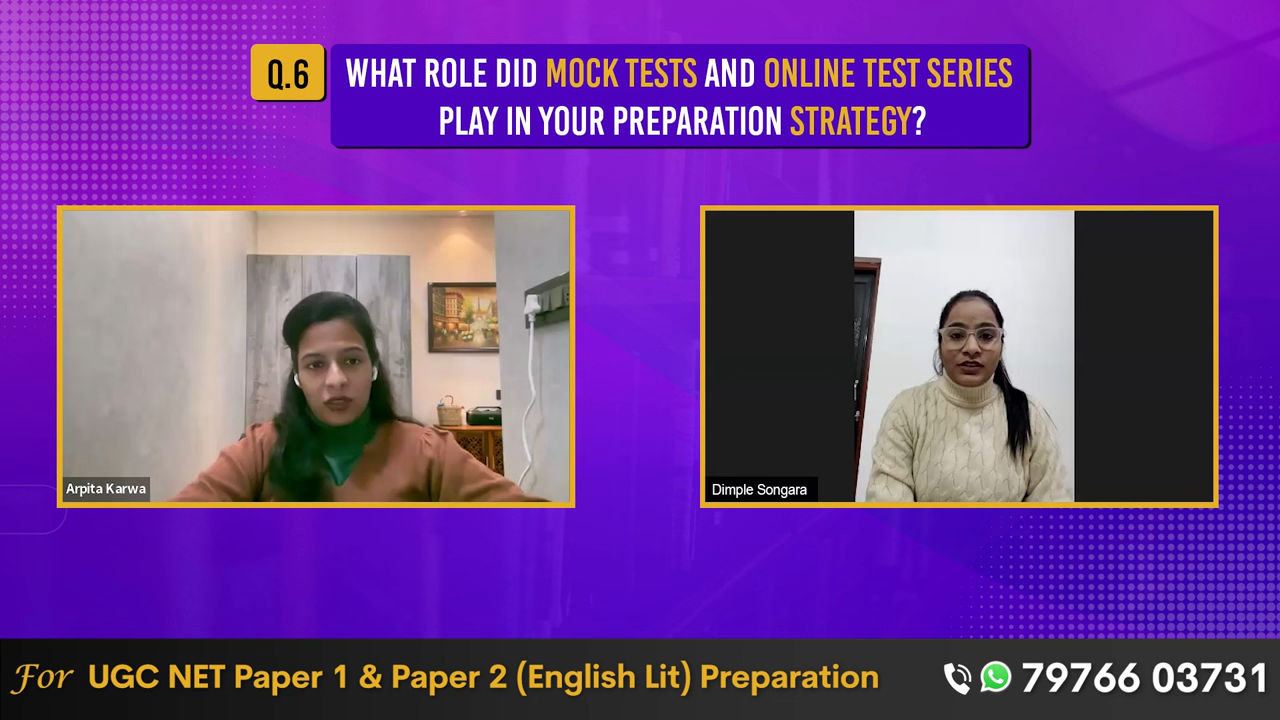 Q.6
WHAT ROLE DID MOCK TESTS AND ONLINE TEST SERIES
PLAY IN YOUR PREPARATION STRATEGY?
Arpita Karwa
Dimple Songara
For UGC NET Paper 1 & Paper 2 (English Lit) Preparation
79766 03731